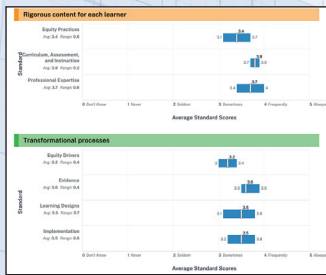 Rigorous content for each learner
Equity Practices
Avg: 3.4 Range: 0.6
3.1 3.4 3.7
Curriculum, Assessment,
and Instruction
Avg: 3.8 Range: 0.2
3.7 3.8 3.9
Professional Expertise
Avg: 3.7 Range: 0.6
3.4 3.7 4
Standard
0 Don't Know 1 Never 2 Seldom 3 Sometimes 4 Frequently 5 Always
Average Standard Scores
Transformational processes
Equity Drivers
Avg: 3.2 Range: 0.4
3 3.2 3.4
Evidence
Avg: 3.6 Range: 0.4
3.6
Learning Designs
Avg: 3.5 Range: 0.7
3.1 3.5 3.8
Implementation
Avg: 3.5 Range: 0.6
3.2 3.5 3.8
Standard
0 Don't Know 1 Never 2 Seldom 3 Sometimes 4 Frequently 5 Always
Average Standard Scores